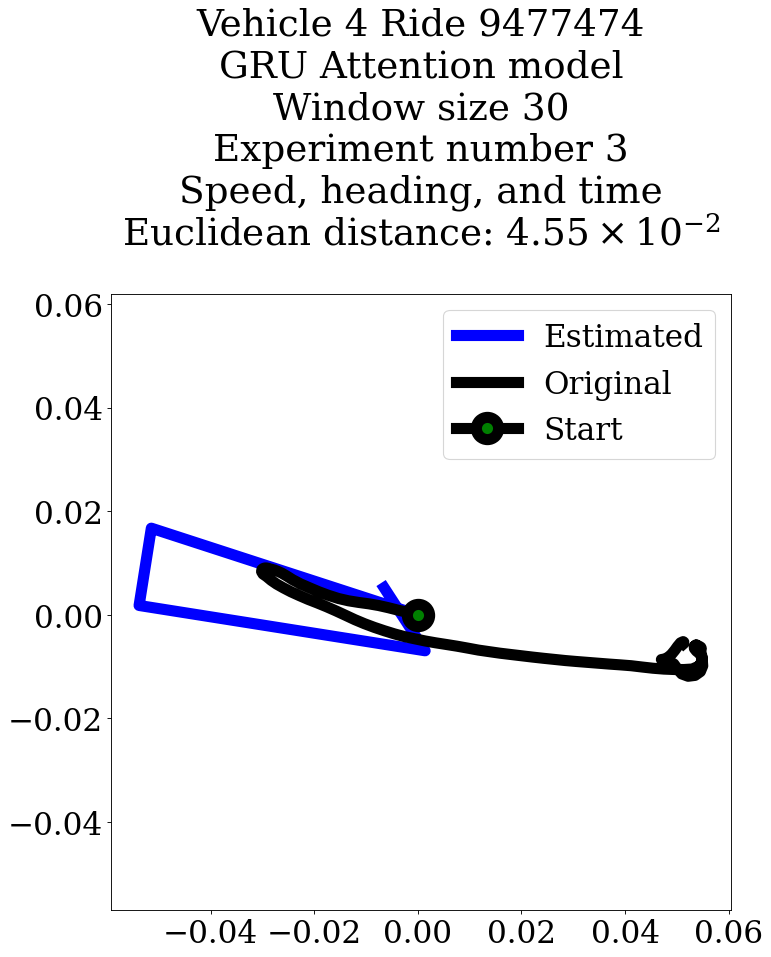 Vehicle 4 Ride 9477474
GRU Attention model
Window size 30
Experiment number 3
Speed, heading, and time
Euclidean distance: 4.55 × 10⁻²
0.06
0.04
0.02
0.00
−0.02
−0.04
Estimated
Original
Start
−0.04 −0.02 0.00 0.02 0.04 0.06